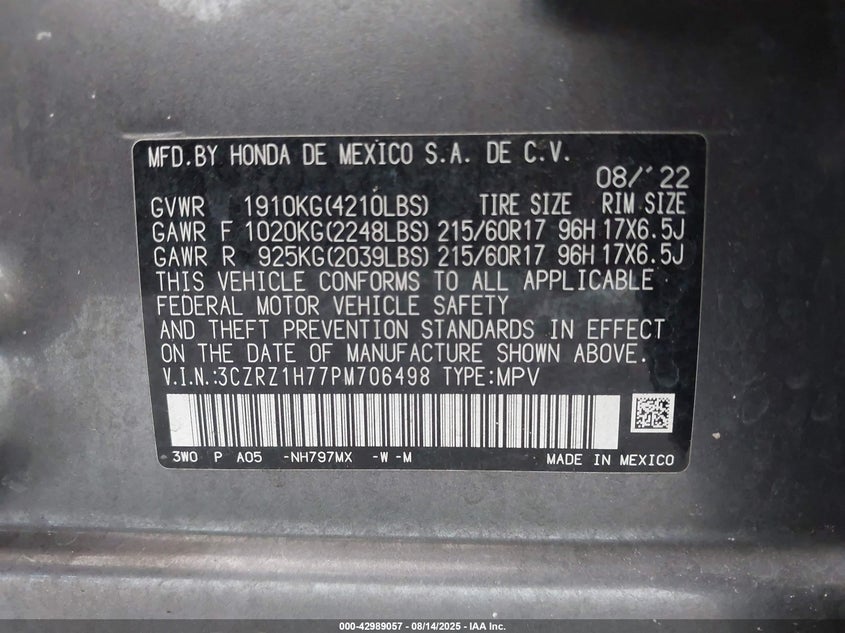 MFD.BY HONDA DE MEXICO S.A. DE C.V.
08/'22
GVWR 1910KG(4210LBS) TIRE SIZE RIM SIZE
GAWR F 1020KG(2248LBS) 215/60R17 96H 17X6.5J
GAWR R 925KG(2039LBS) 215/60R17 96H 17X6.5J
THIS VEHICLE CONFORMS TO ALL APPLICABLE
FEDERAL MOTOR VEHICLE SAFETY
AND THEFT PREVENTION STANDARDS IN EFFECT
ON THE DATE OF MANUFACTURE SHOWN ABOVE.
V.I.N.:3CZRZ1H77PM706498 TYPE:MPV
3W0 P A05 -NH797MX -W -M MADE IN MEXICO
000-42989057 - 08/14/2025 - IAA Inc.